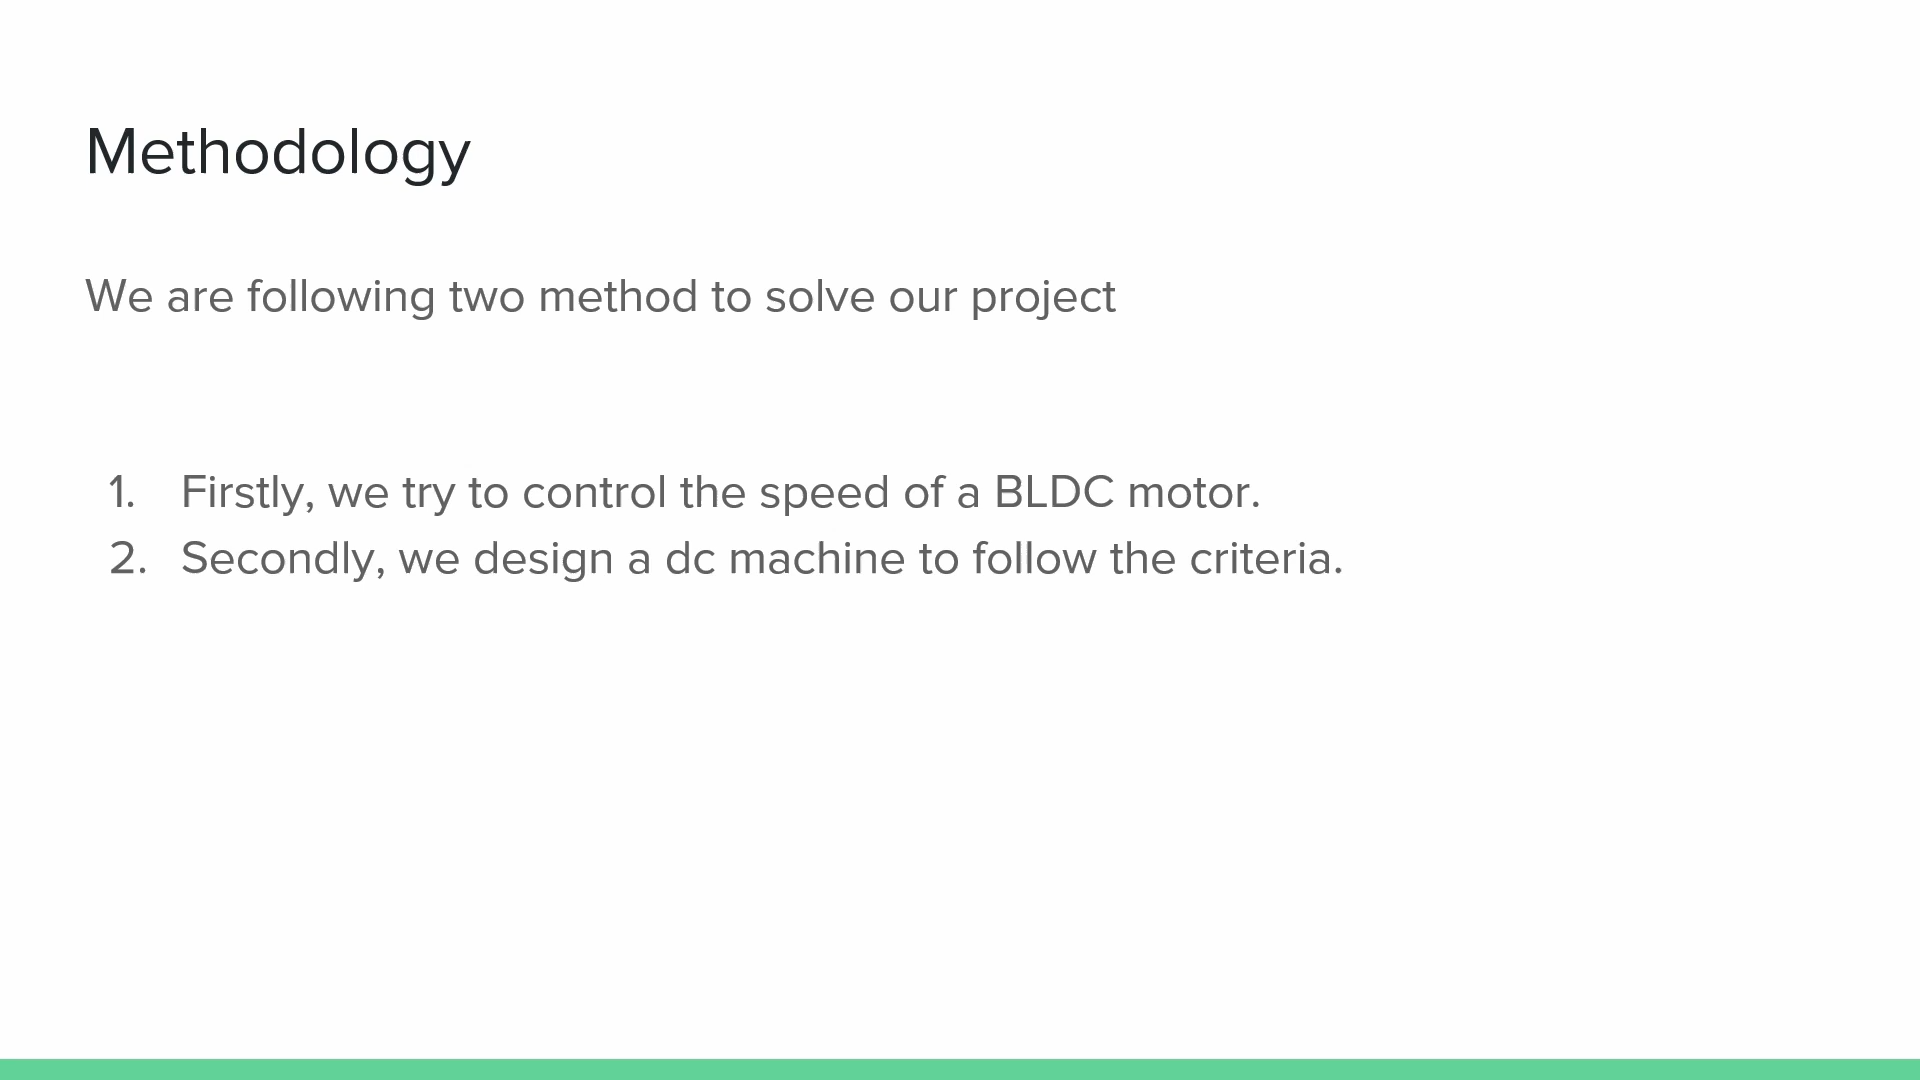 Methodology
We are following two method to solve our project
1. Firstly, we try to control the speed of a BLDC motor.
2. Secondly, we design a dc machine to follow the criteria.